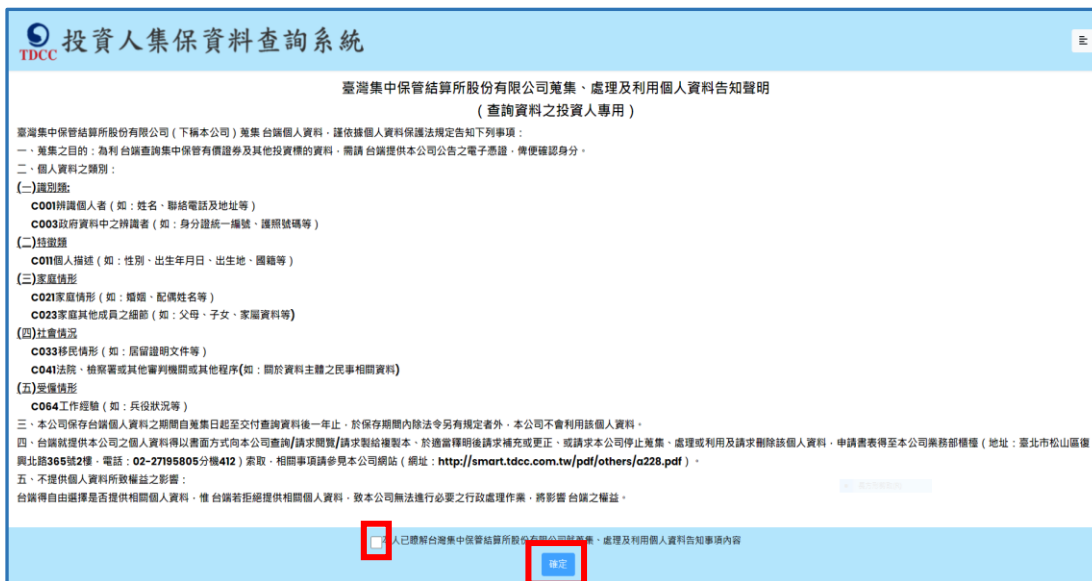 TDCC 投資人集保資料查詢系統
臺灣集中保管結算所股份有限公司蒐集、處理及利用個人資料告知聲明
(查詢資料之投資人專用)
臺灣集中保管結算所股份有限公司(下稱本公司)蒐集 台端個人資料，謹依據個人資料保護法規定告知下列事項：
一、蒐集之目的：為利 台端查詢集中保管有價證券及其他投資標的資料，需請 台端提供本公司公告之電子憑證，俾便確認身分。
二、個人資料之類別：
(一)識別類:
C001辨識個人者(如：姓名、聯絡電話及地址等)
C003政府資料中之辨識者(如：身分證統一編號、護照號碼等)
(二)特徵類
C011個人描述(如：性別、出生年月日、出生地、國籍等)
(三)家庭情形
C021家庭情形(如：婚姻、配偶姓名等)
C023家庭其他成員之細節(如：父母、子女、家屬資料等)
(四)社會情況
C033移民情形(如：居留證明文件等)
C041法院、檢察署或其他審判機關或其他程序(如：關於資料主體之民事相關資料)
(五)受僱情形
C064工作經驗(如：兵役狀況等)
三、本公司保存台端個人資料之期間自蒐集日起至交付查詢資料後一年止，於保存期間內除法令另有規定者外，本公司不會利用該個人資料。
四、台端就提供本公司之個人資料得以書面方式向本公司查詢/請求閱覽/請求製給複製本、於適當釋明後請求補充或更正、或請求本公司停止蒐集、處理或利用及請求刪除該個人資料，申請書表得至本公司業務部櫃檯(地址：臺北市松山區復
興北路365號2樓，電話：02-27195805分機412)索取，相關事項請參見本公司網站(網址：http://smart.tdcc.com.tw/pdf/others/a228.pdf)。
五、不提供個人資料所致權益之影響：
台端得自由選擇是否提供相關個人資料，惟 台端若拒絕提供相關個人資料，致本公司無法進行必要之行政處理作業，將影響 台端之權益。
人已瞭解台灣集中保管結算所股份有限公司就蒐集、處理及利用個人資料告知事項內容
確定